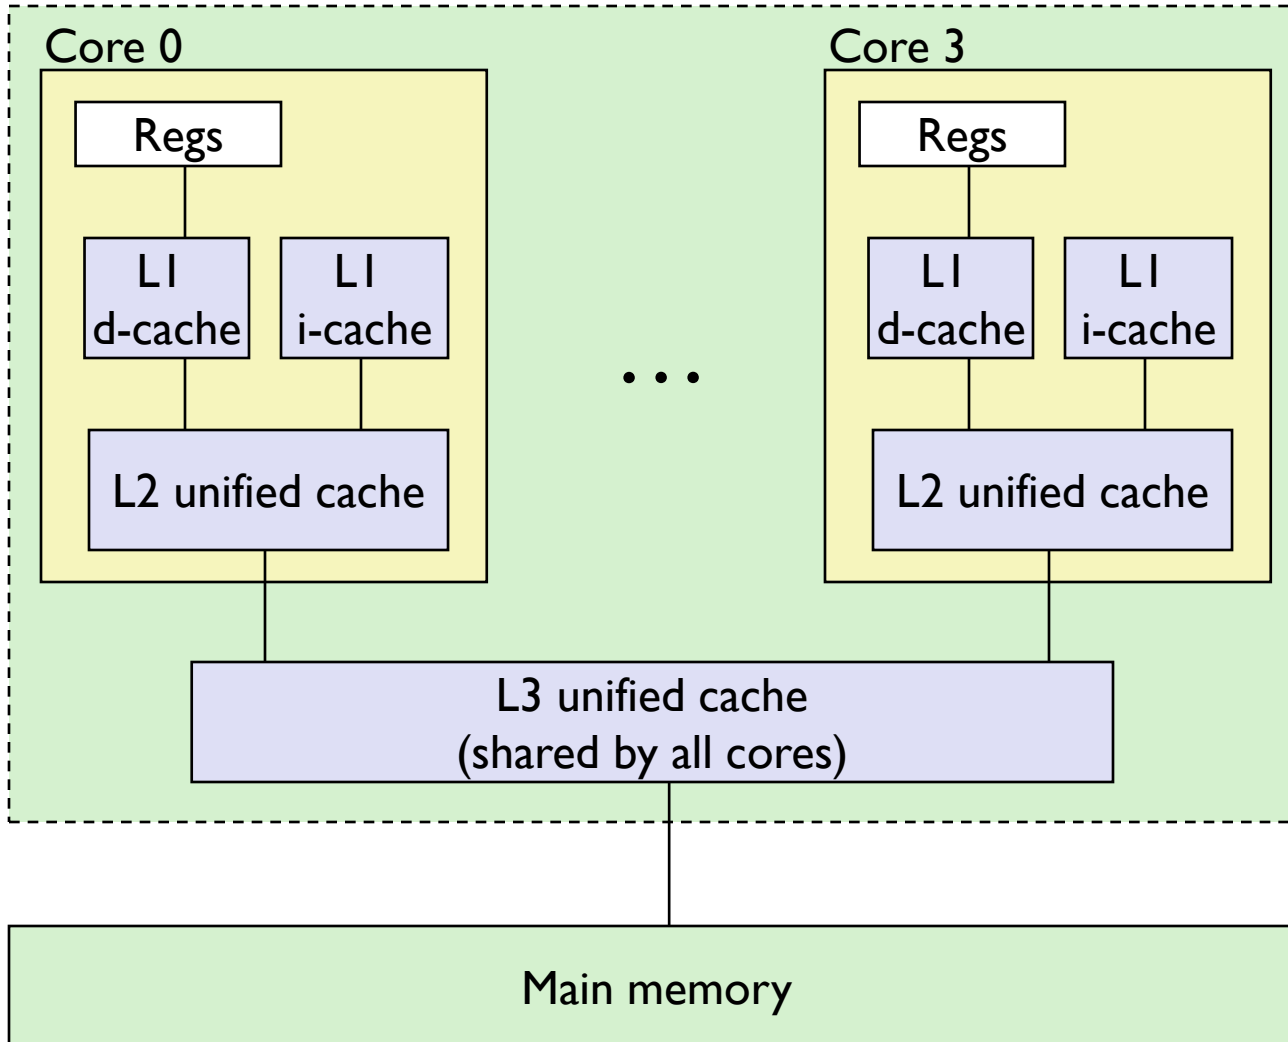 Core 0
Regs
L1
d-cache
L1
i-cache
L2 unified cache
...
Core 3
Regs
L1
d-cache
L1
i-cache
L2 unified cache
L3 unified cache
(shared by all cores)
Main memory